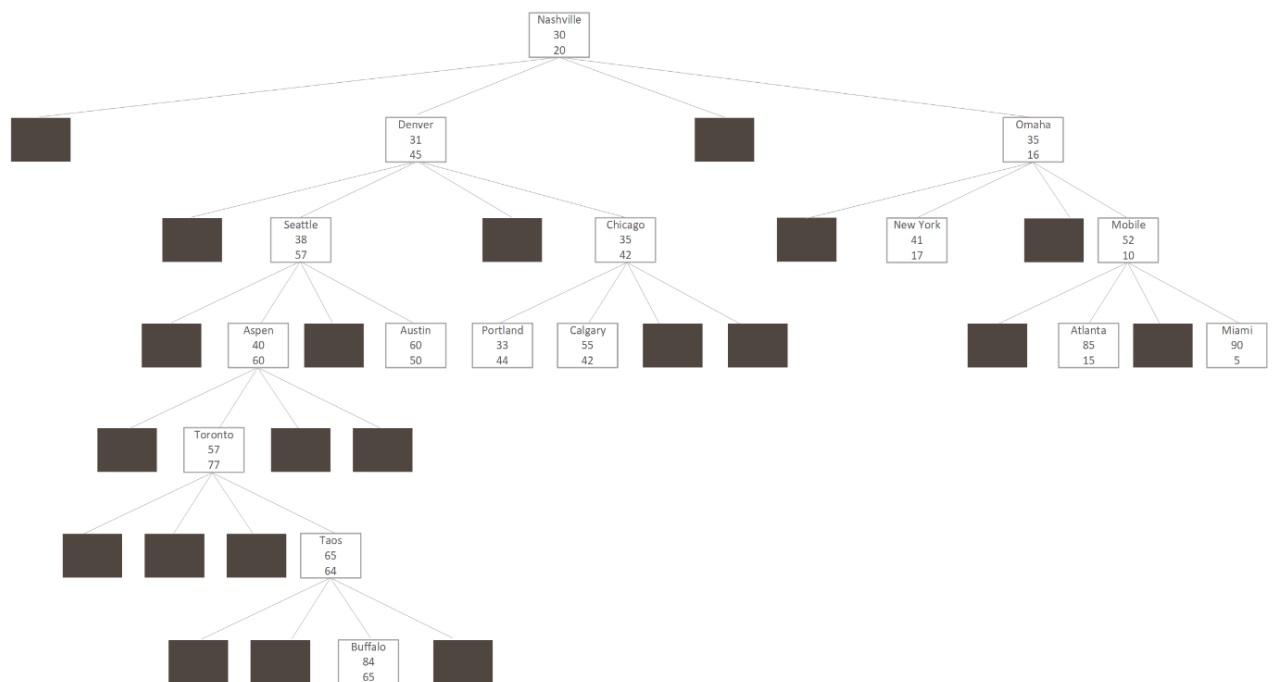 Nashville
30
20
Denver
31
45
Omaha
35
16
Seattle
38
57
Chicago
35
42
New York
41
17
Mobile
52
10
Aspen
40
60
Austin
60
50
Portland
33
44
Calgary
55
42
Atlanta
85
15
Miami
90
5
Toronto
57
77
Taos
65
64
Buffalo
84
65